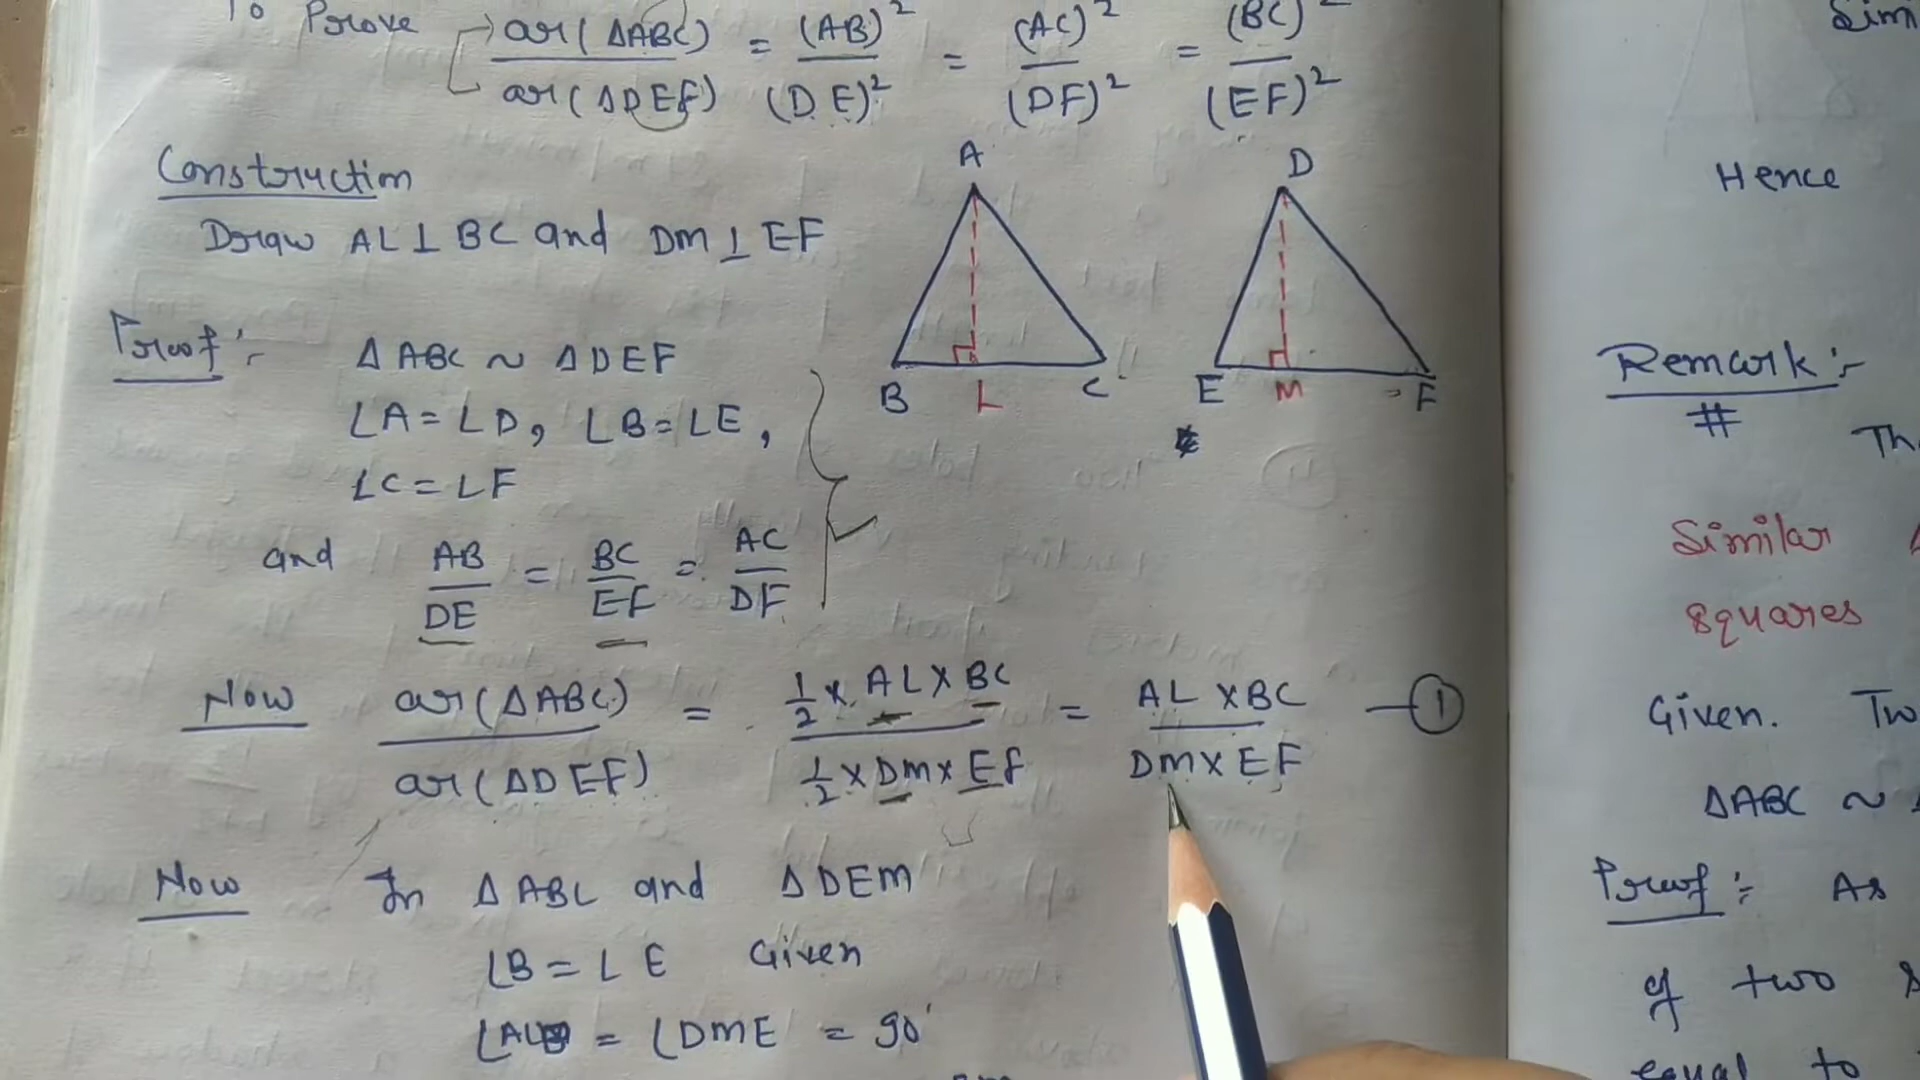 To Prove ar(ΔABC)/ar(ΔDEF) = (AB)²/(DE)² = (AC)²/(DF)² = (BC)²/(EF)²
Construction
Draw AL⊥BC and DM⊥EF
A
B L C
D
E M F
Proof:-
ΔABC ~ ΔDEF
∠A=∠D, ∠B=∠E,
∠C=∠F
and AB/DE = BC/EF = AC/DF
Now ar(ΔABC)/ar(ΔDEF) = ½×AL×BC/½×DM×EF = AL×BC/DM×EF —①
Now In ΔABL and ΔDEM
∠B=∠E Given
∠ALB = ∠DME = 90°
Hence
Remark:-
#
Similar
squares
Given. Tw
ΔABC ~
Proof:- As
of two
equal to